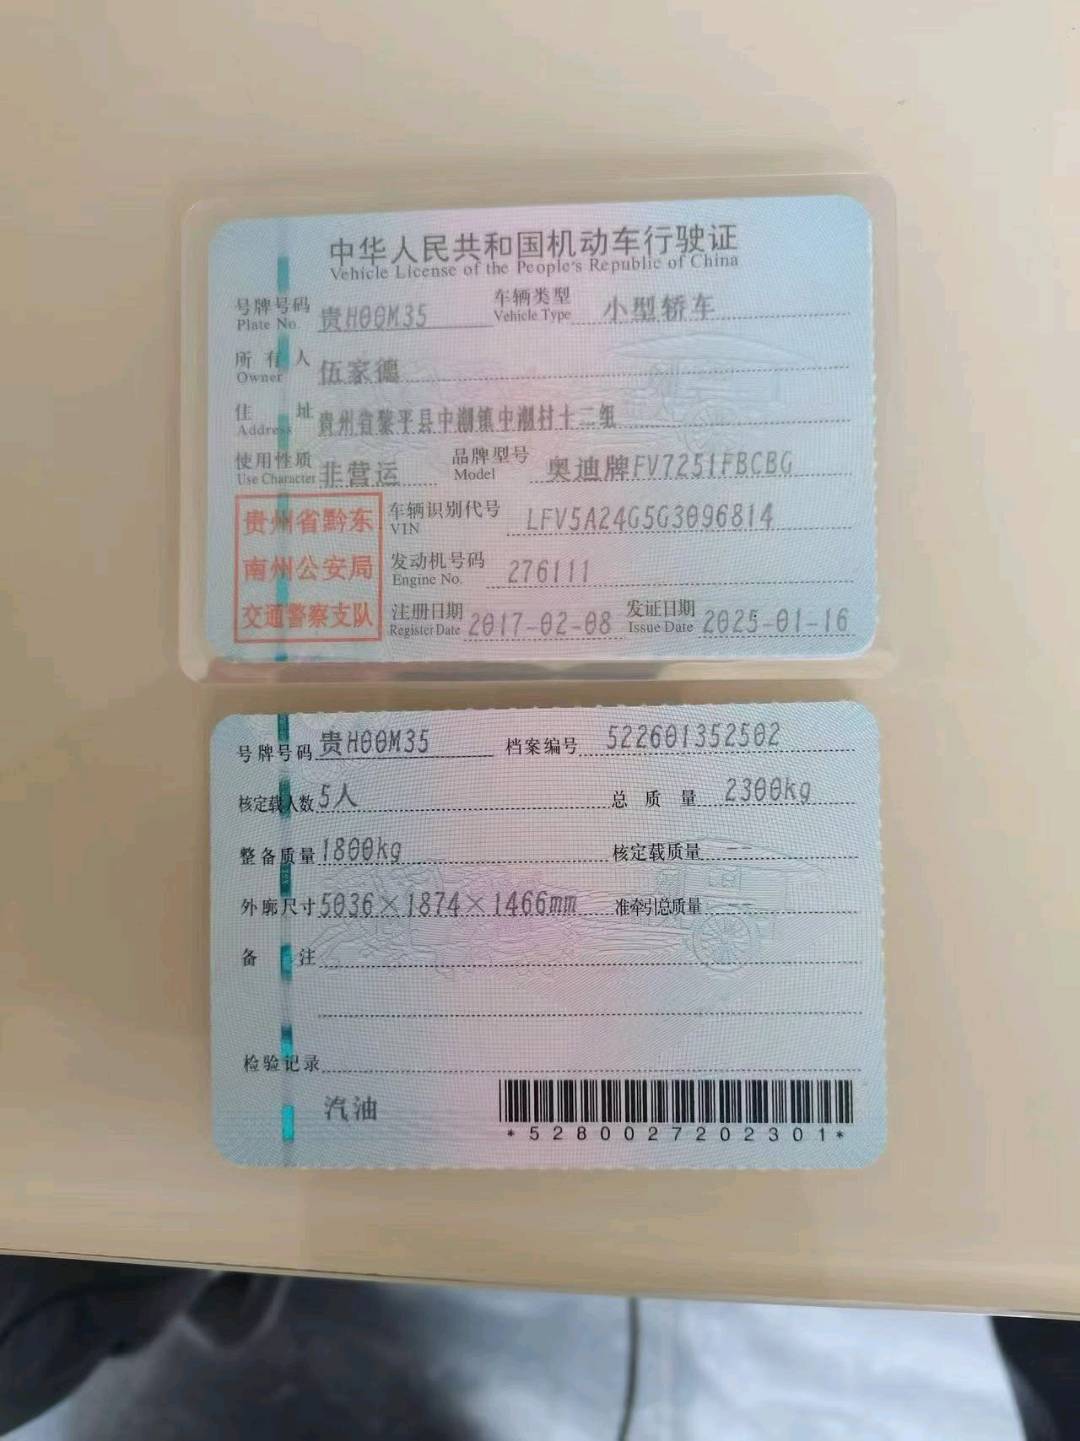 中华人民共和国机动车行驶证
Vehicle License of the People's Republic of China
号牌号码 贵H00M35 车辆类型 小型轿车
Plate No. Vehicle Type
所有人 伍家德
Owner
住址 贵州省黎平县中潮镇中潮村十二组
Address
使用性质 非营运 品牌型号 奥迪牌FV7251FBCBG
Use Character Model
贵州省黔东
南州公安局
交通警察支队
车辆识别代号 LFV5A24G5G3096814
VIN
发动机号码 276111
Engine No.
注册日期 2017-02-08 发证日期 2025-01-16
Register Date Issue Date
号牌号码 贵H00M35 档案编号 522601352502
核定载人数 5人 总质量 2300kg
整备质量 1800kg 核定载质量 --
外廓尺寸 5036×1874×1466mm 准牵引总质量 --
备注
检验记录
汽油
*5280027202301*